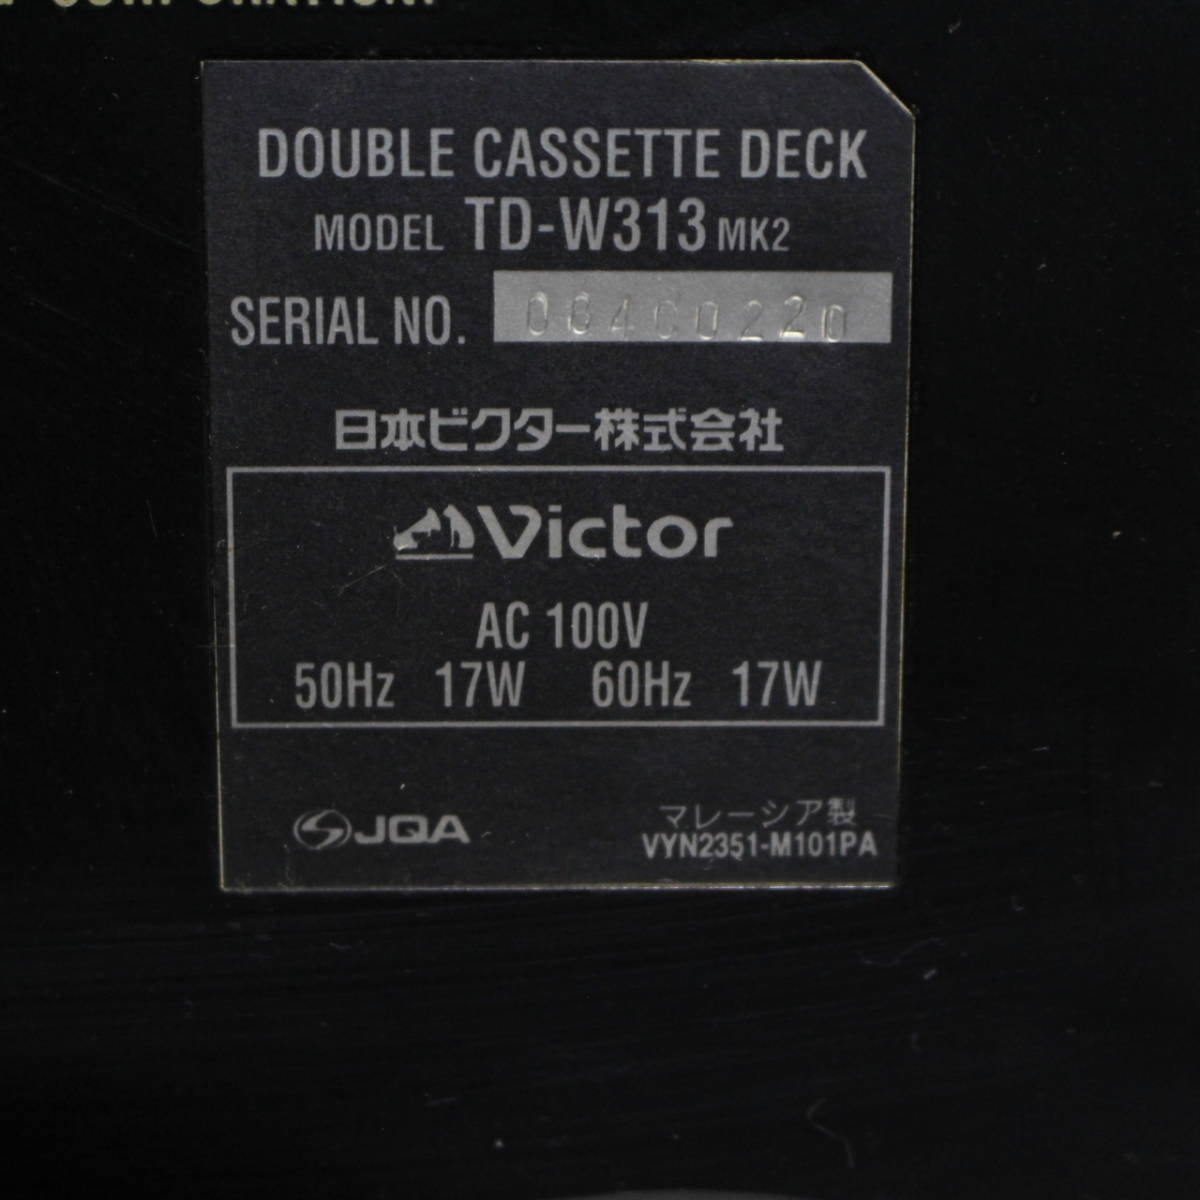 CORPORATION.
DOUBLE CASSETTE DECK
MODEL TD-W313 MK2
SERIAL NO.
日本ビクター株式会社
Victor
AC 100V
50Hz 17W 60Hz 17W
JQA
マレーシア製
VYN2351-M101PA